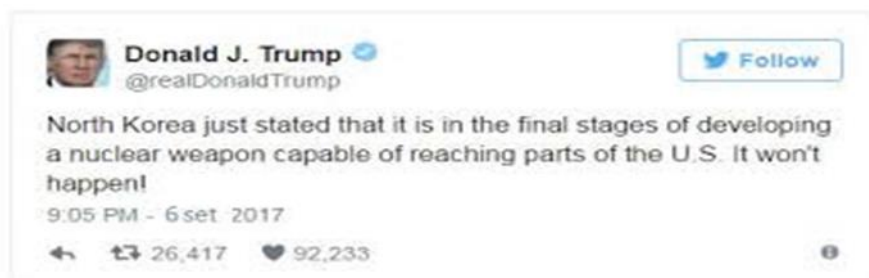 Donald J. Trump
@realDonaldTrump
Follow
North Korea just stated that it is in the final stages of developing
a nuclear weapon capable of reaching parts of the U.S. It won't
happen!
9:05 PM - 6 set 2017
26,417 92,233